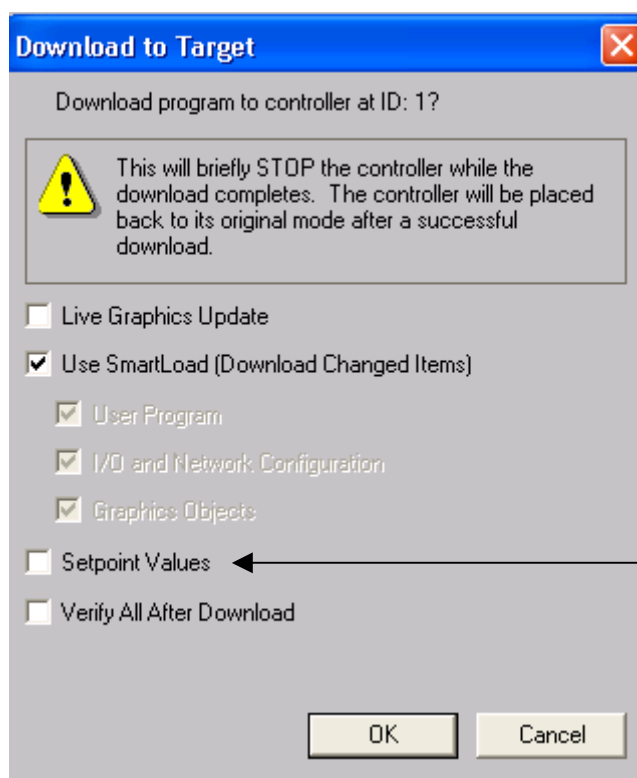 Download to Target
Download program to controller at ID: 1?
This will briefly STOP the controller while the
download completes. The controller will be placed
back to its original mode after a successful
download.
Live Graphics Update
Use SmartLoad (Download Changed Items)
User Program
I/O and Network Configuration
Graphics Objects
Setpoint Values
Verify All After Download
OK Cancel